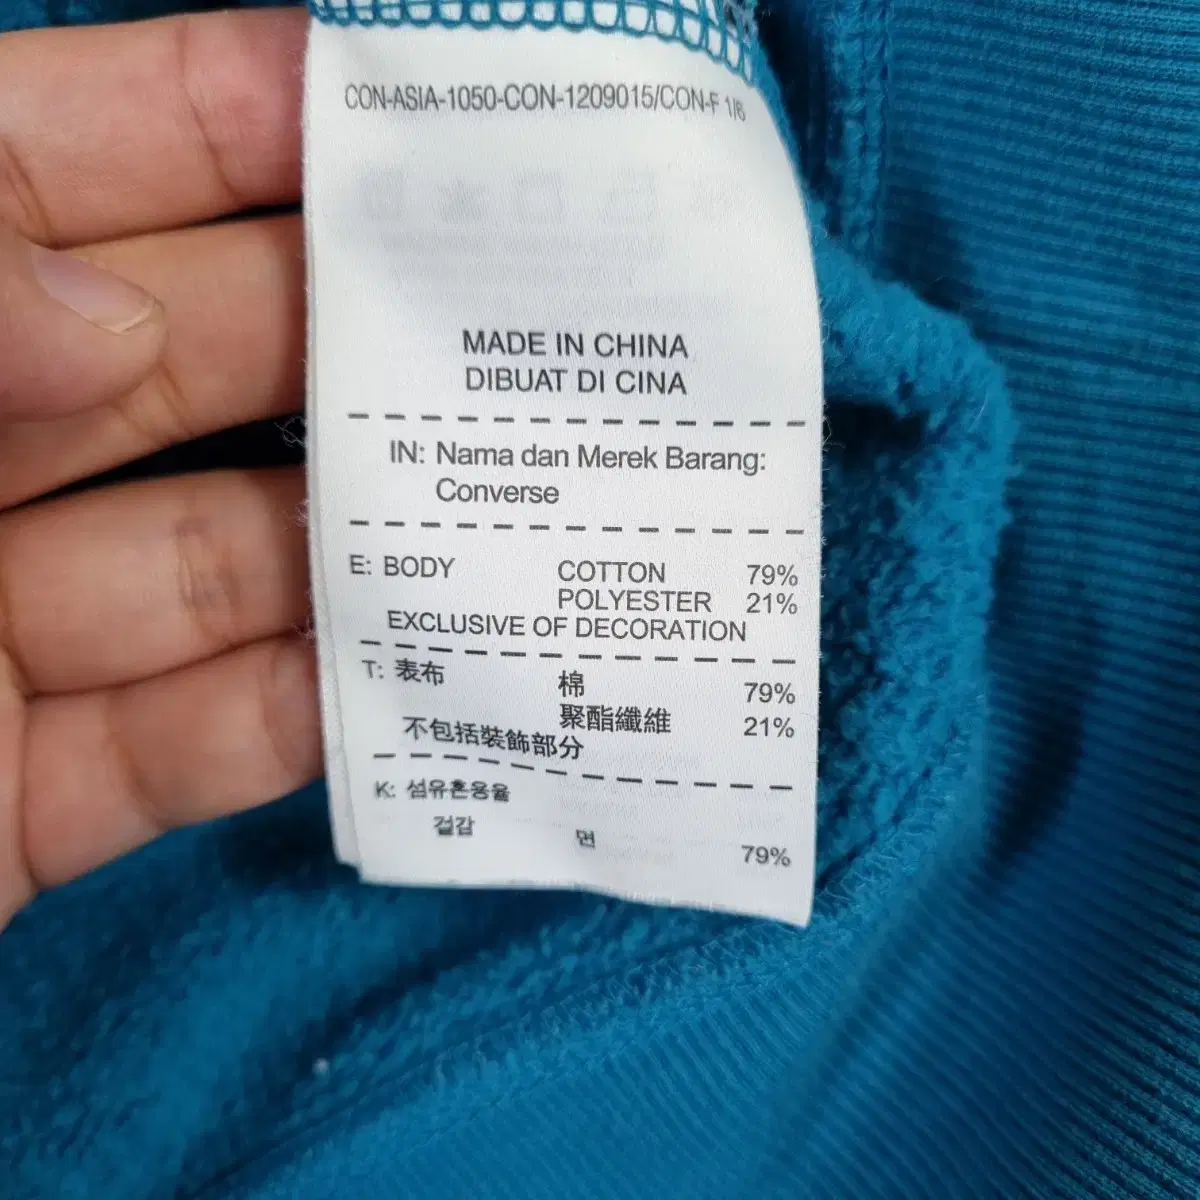 CON-ASIA-1050-CON-1209015/CON-F 1/6
MADE IN CHINA
DIBUAT DI CINA
IN: Nama dan Merek Barang:
Converse
E: BODY COTTON 79%
POLYESTER 21%
EXCLUSIVE OF DECORATION
T: 表布 棉 79%
聚酯纖維 21%
不包括裝飾部分
K: 섬유혼용율
겉감 면 79%